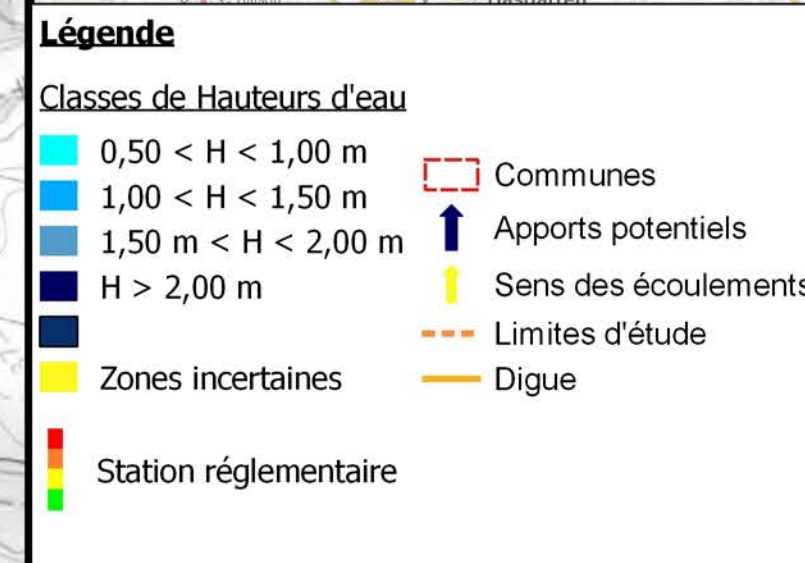 Légende
Classes de Hauteurs d'eau
0,50 < H < 1,00 m
1,00 < H < 1,50 m
1,50 m < H < 2,00 m
H > 2,00 m
Zones incertaines
Station réglementaire
Communes
Apports potentiels
Sens des écoulements
Limites d'étude
Digue